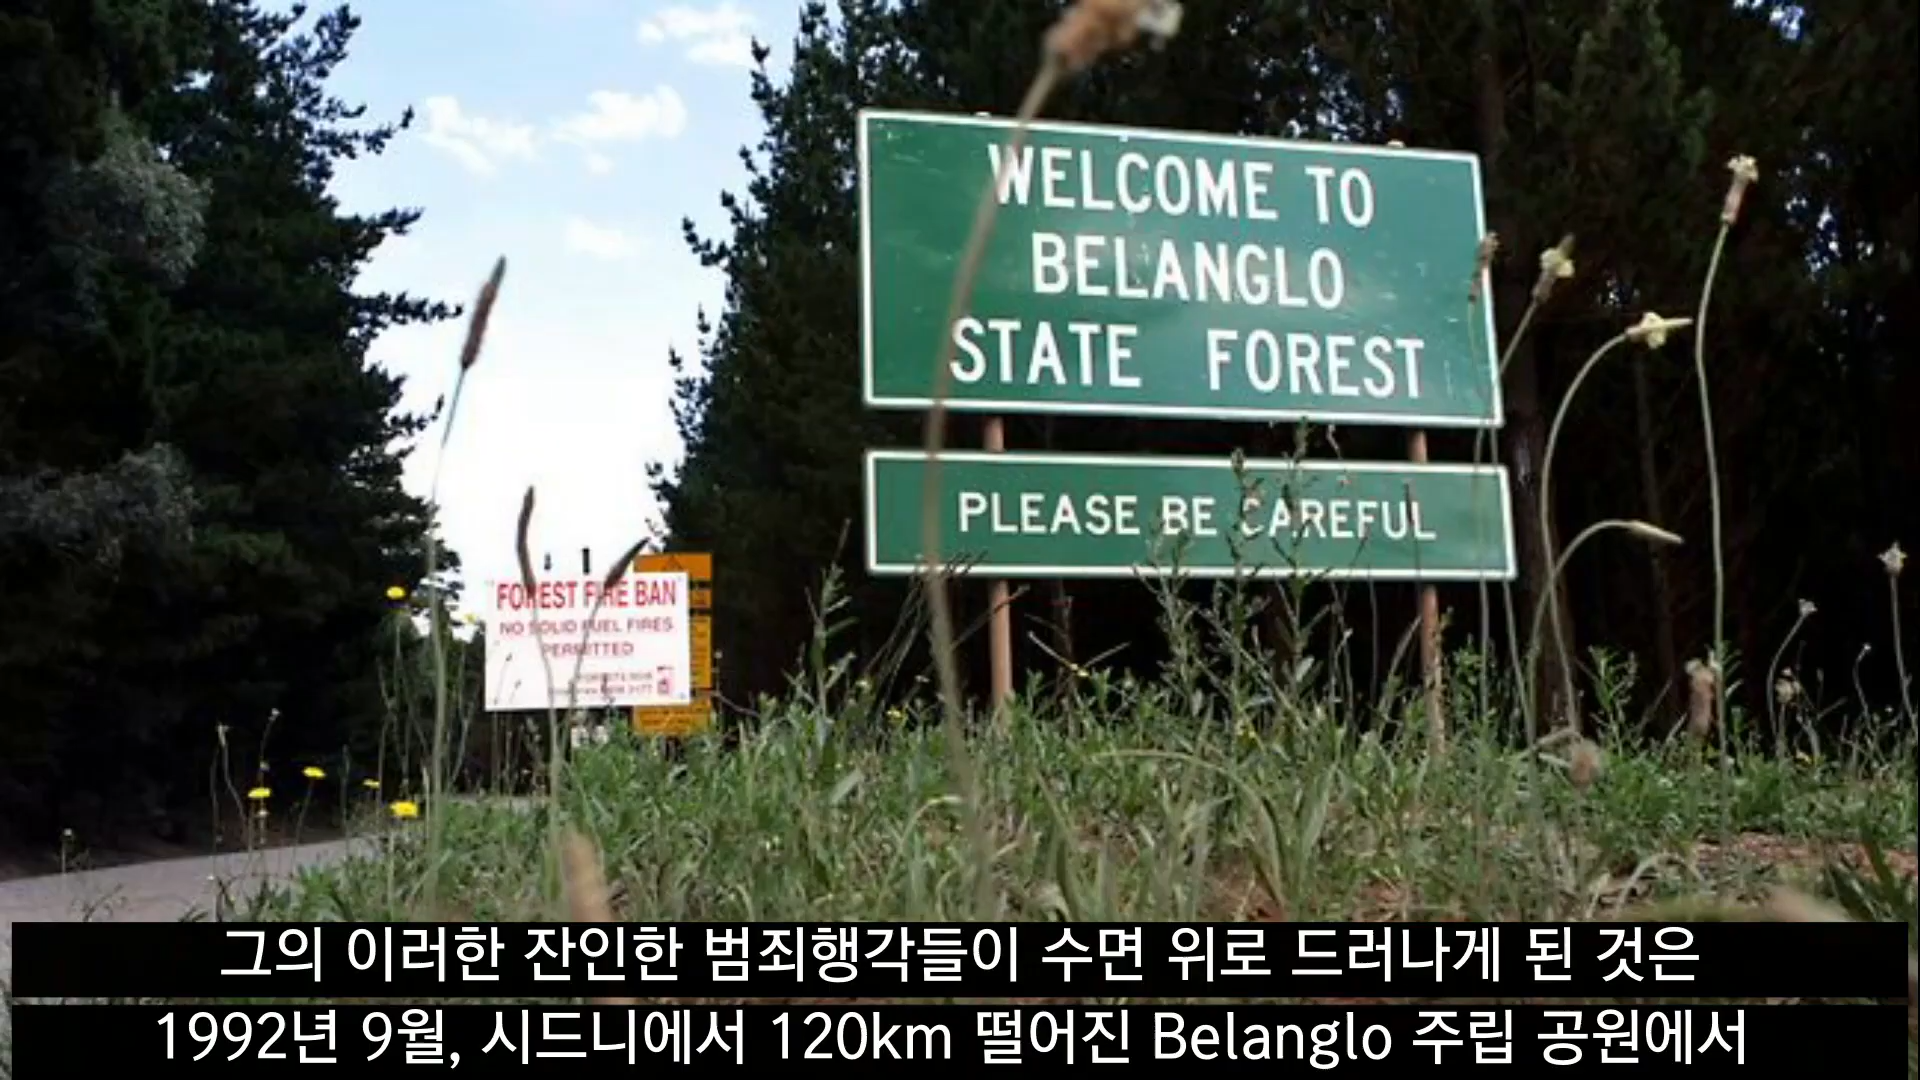 WELCOME TO
BELANGLO
STATE FOREST
PLEASE BE CAREFUL
"FOREST FIRE BAN"
NO SOLID FUEL FIRES
PERMITTED
그의 이러한 잔인한 범죄행각들이 수면 위로 드러나게 된 것은
1992년 9월, 시드니에서 120km 떨어진 Belanglo 주립 공원에서